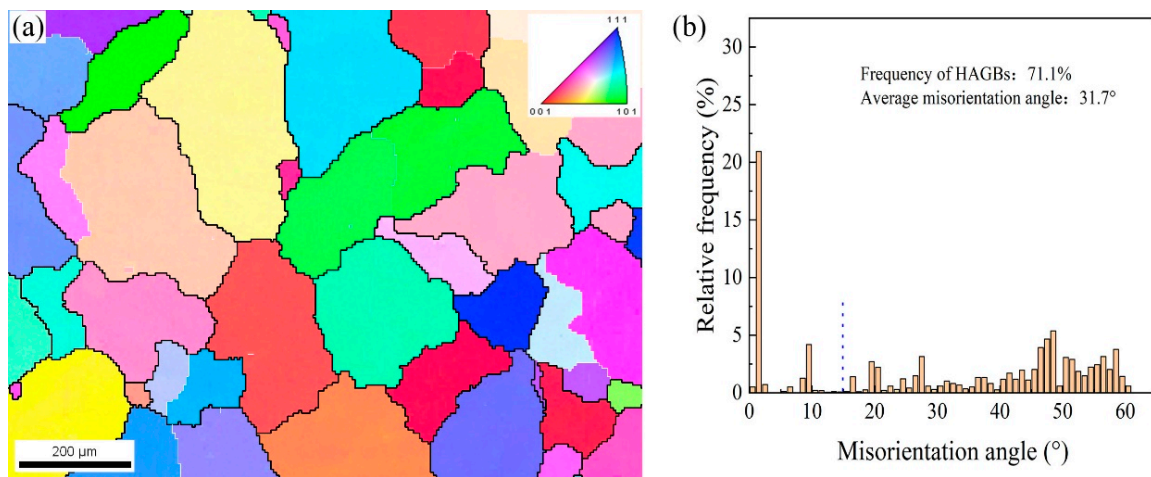 (a)
111
001
101
200 μm
(b)
Frequency of HAGBs: 71.1%
Average misorientation angle: 31.7°
Relative frequency (%)
30
25
20
15
10
5
0
0 10 20 30 40 50 60
Misorientation angle (°)